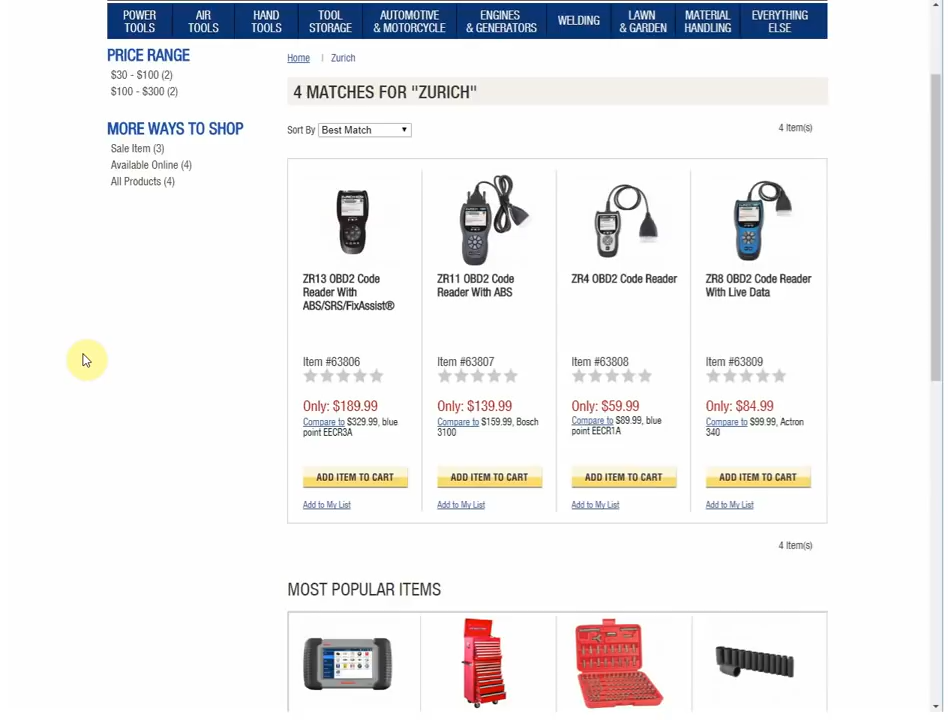 POWER TOOLS
AIR TOOLS
HAND TOOLS
TOOL STORAGE
AUTOMOTIVE & MOTORCYCLE
ENGINES & GENERATORS
WELDING
LAWN & GARDEN
MATERIAL HANDLING
EVERYTHING ELSE
PRICE RANGE
$30 - $100 (2)
$100 - $300 (2)
MORE WAYS TO SHOP
Sale Item (3)
Available Online (4)
All Products (4)
Home | Zurich
4 MATCHES FOR "ZURICH"
Sort By Best Match
4 Item(s)
ZR13 OBD2 Code
Reader With
ABS/SRS/FixAssist®
Item #63806
Only: $189.99
Compare to $329.99, blue
point EECR3A
ADD ITEM TO CART
Add to My List
ZR11 OBD2 Code
Reader With ABS
Item #63807
Only: $139.99
Compare to $159.99, Bosch
3100
ADD ITEM TO CART
Add to My List
ZR4 OBD2 Code Reader
Item #63808
Only: $59.99
Compare to $89.99, blue
point EECR1A
ADD ITEM TO CART
Add to My List
ZR8 OBD2 Code Reader
With Live Data
Item #63809
Only: $84.99
Compare to $99.99, Actron
340
ADD ITEM TO CART
Add to My List
4 Item(s)
MOST POPULAR ITEMS